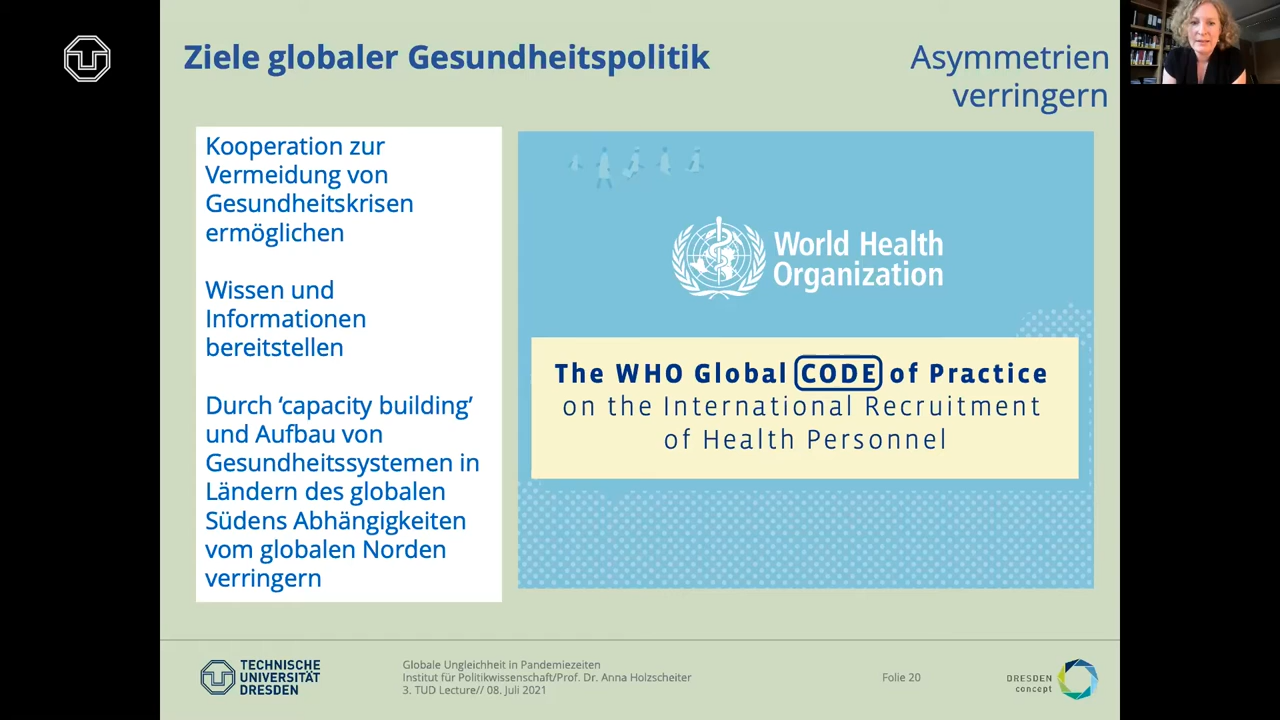 Ziele globaler Gesundheitspolitik
Asymmetrien
verringern
Kooperation zur
Vermeidung von
Gesundheitskrisen
ermöglichen
Wissen und
Informationen
bereitstellen
Durch ‘capacity building’
und Aufbau von
Gesundheitssystemen in
Ländern des globalen
Südens Abhängigkeiten
vom globalen Norden
verringern
World Health
Organization
The WHO Global CODE of Practice
on the International Recruitment
of Health Personnel
TECHNISCHE
UNIVERSITÄT
DRESDEN
Globale Ungleichheit in Pandemiezeiten
Institut für Politikwissenschaft/Prof. Dr. Anna Holzscheiter
3. TUD Lecture// 08. Juli 2021
Folie 20
DRESDEN
concept